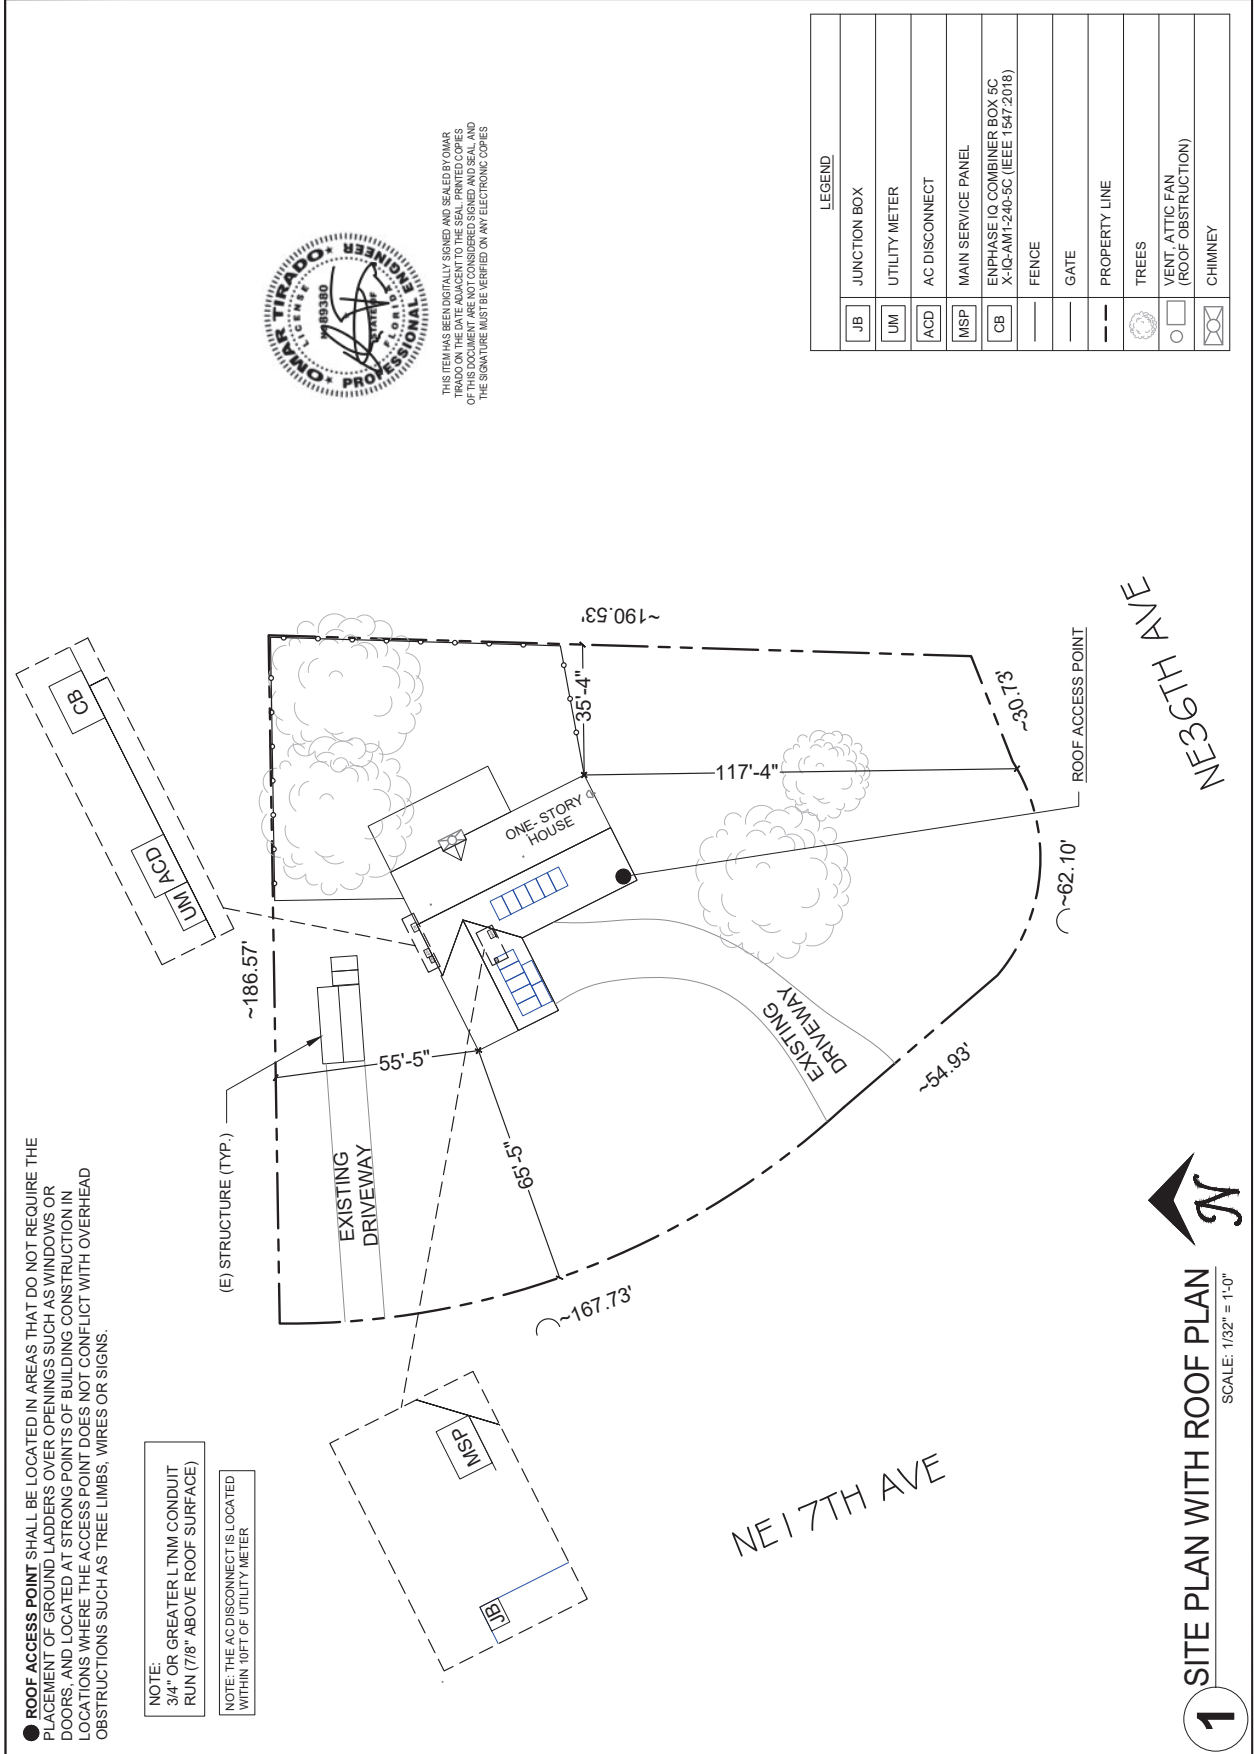 ROOF ACCESS POINT SHALL BE LOCATED IN AREAS THAT DO NOT REQUIRE THE
PLACEMENT OF GROUND LADDERS OVER OPENINGS SUCH AS WINDOWS OR
DOORS, AND LOCATED AT STRONG POINTS OF BUILDING CONSTRUCTION IN
LOCATIONS WHERE THE ACCESS POINT DOES NOT CONFLICT WITH OVERHEAD
OBSTRUCTIONS SUCH AS TREE LIMBS, WIRES OR SIGNS.
NOTE:
3/4" OR GREATER LTNM CONDUIT
RUN (7/8" ABOVE ROOF SURFACE)
NOTE: THE AC DISCONNECT IS LOCATED
WITHIN 10FT OF UTILITY METER
(E) STRUCTURE (TYP.)
UM
ACD
CB
~186.57'
~190.53'
35'-4"
117'-4"
~30.73'
55'-5"
65'-5"
EXISTING
DRIVEWAY
ONE- STORY
HOUSE
EXISTING
DRIVEWAY
~167.73'
~54.93'
~62.10'
JB
MSP
NE17TH AVE
NE36TH AVE
ROOF ACCESS POINT
OMAR TIRADO
LICENSE
N089380
STATE OF
FLORIDA
PROFESSIONAL ENGINEER
THIS ITEM HAS BEEN DIGITALLY SIGNED AND SEALED BY OMAR
TIRADO ON THE DATE ADJACENT TO THE SEAL. PRINTED COPIES
OF THIS DOCUMENT ARE NOT CONSIDERED SIGNED AND SEAL AND
THE SIGNATURE MUST BE VERIFIED ON ANY ELECTRONIC COPIES
LEGEND
JB JUNCTION BOX
UM UTILITY METER
ACD AC DISCONNECT
MSP MAIN SERVICE PANEL
CB ENPHASE IQ COMBINER BOX 5C
X-IQ-AM1-240-5C (IEEE 1547:2018)
FENCE
GATE
PROPERTY LINE
TREES
VENT, ATTIC FAN
(ROOF OBSTRUCTION)
CHIMNEY
1 SITE PLAN WITH ROOF PLAN
SCALE: 1/32" = 1'-0"
N